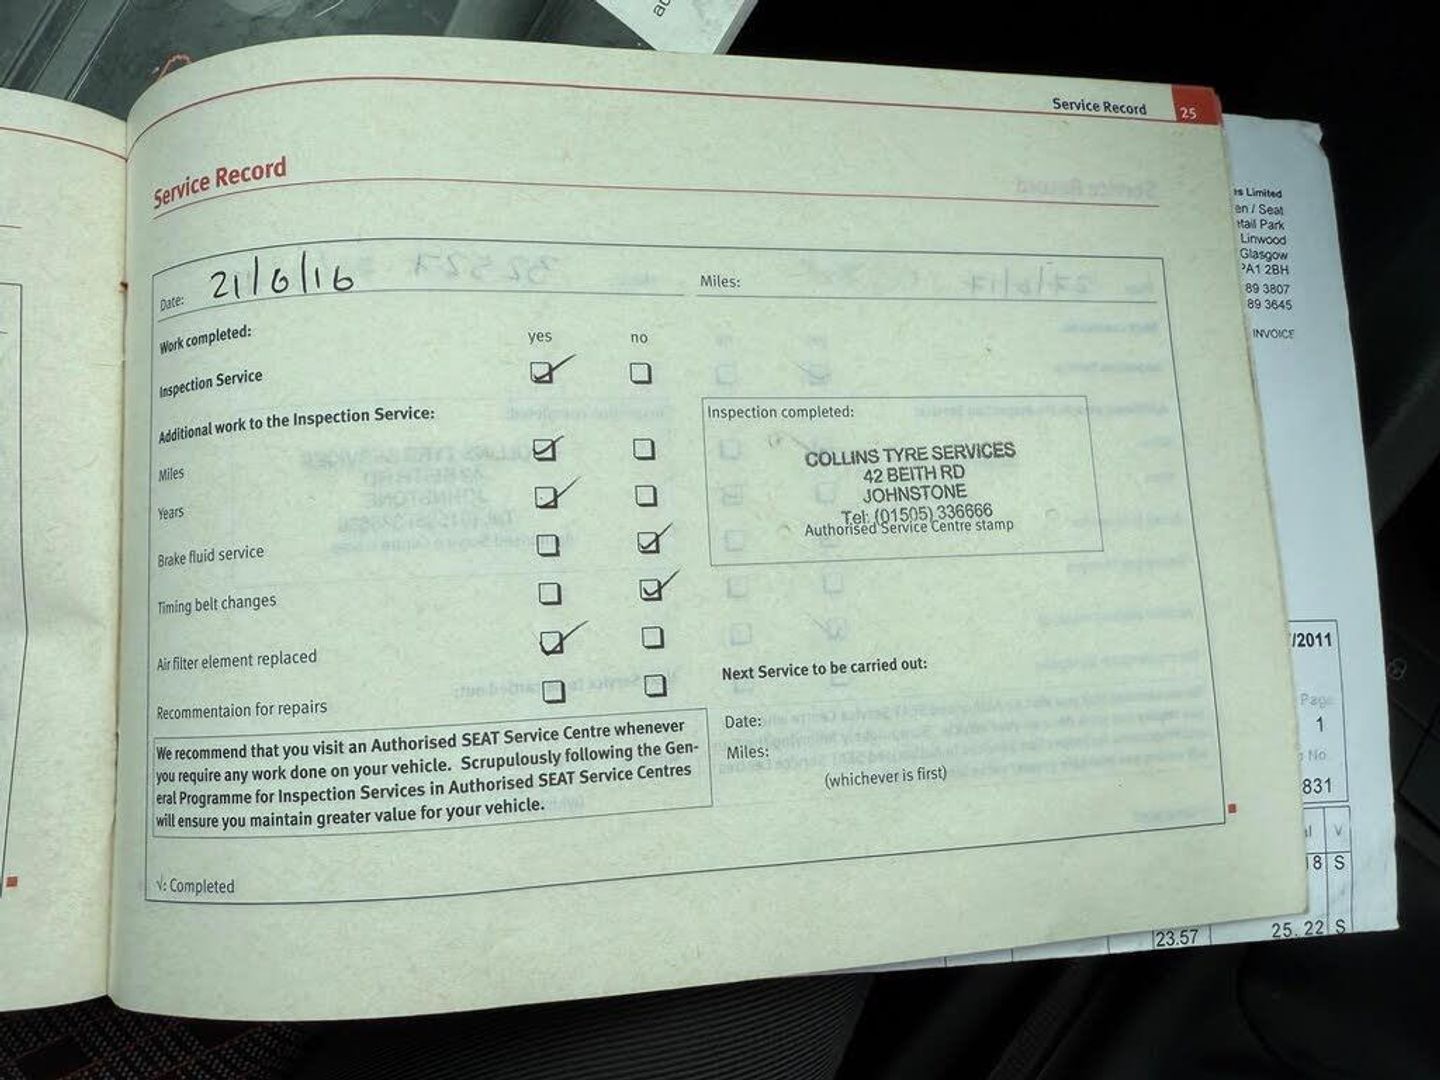 Service Record 25
Service Record
Date: 21/6/16
Miles:
Work completed:
yes no
Inspection Service
Additional work to the Inspection Service:
Miles
Years
Brake fluid service
Timing belt changes
Air filter element replaced
Recommentaion for repairs
We recommend that you visit an Authorised SEAT Service Centre whenever
you require any work done on your vehicle. Scrupulously following the Gen-
eral Programme for Inspection Services in Authorised SEAT Service Centres
will ensure you maintain greater value for your vehicle.
√: Completed
Inspection completed:
COLLINS TYRE SERVICES
42 BEITH RD
JOHNSTONE
Tel: (01505) 336666
Authorised Service Centre stamp
Next Service to be carried out:
Date:
Miles:
(whichever is first)
Limited
/ Seat
Park
Linwood
Glasgow
PA1 2BH
89 3807
89 3645
INVOICE
/2011
Page
1
No
831
V
18 S
23.57 25.22 S